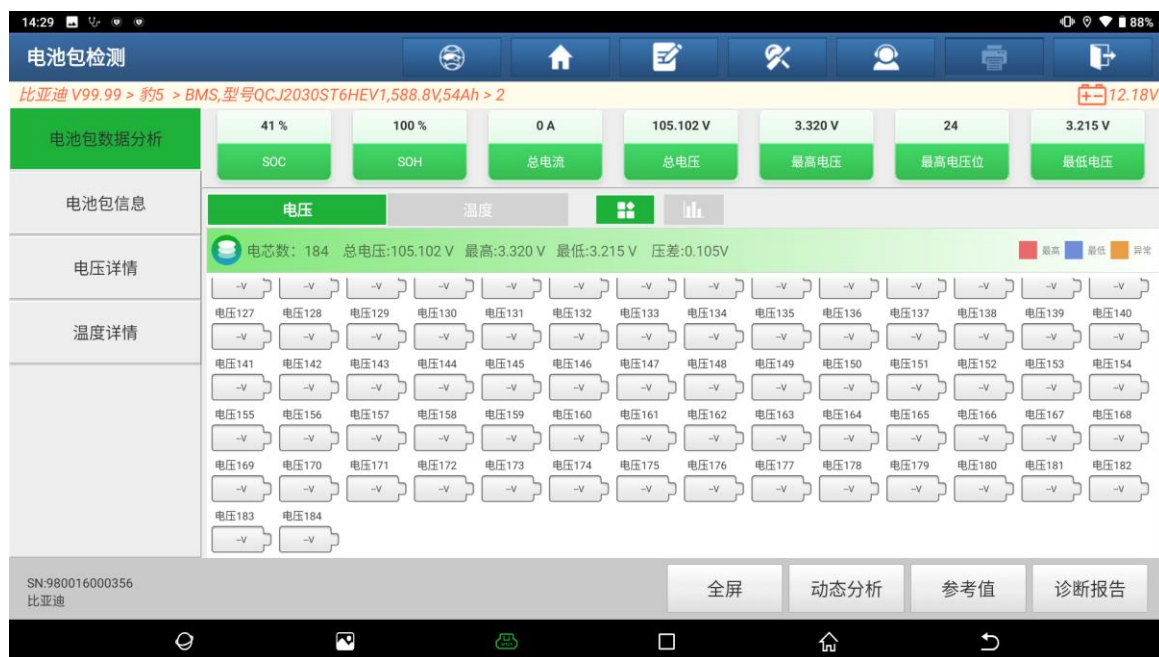 14:29 88%
电池包检测
比亚迪 V99.99 > 豹5 > BMS,型号QCJ2030ST6HEV1,588.8V,54Ah > 2 12.18V
电池包数据分析
电池包信息
电压详情
温度详情
41 % 100 % 0 A 105.102 V 3.320 V 24 3.215 V
SOC SOH 总电流 总电压 最高电压 最高电压位 最低电压
电压 温度
电芯数：184 总电压:105.102 V 最高:3.320 V 最低:3.215 V 压差:0.105V 最高 最低 异常
--V --V --V --V --V --V --V --V --V --V --V --V --V --V
电压127 电压128 电压129 电压130 电压131 电压132 电压133 电压134 电压135 电压136 电压137 电压138 电压139 电压140
--V --V --V --V --V --V --V --V --V --V --V --V --V --V
电压141 电压142 电压143 电压144 电压145 电压146 电压147 电压148 电压149 电压150 电压151 电压152 电压153 电压154
--V --V --V --V --V --V --V --V --V --V --V --V --V --V
电压155 电压156 电压157 电压158 电压159 电压160 电压161 电压162 电压163 电压164 电压165 电压166 电压167 电压168
--V --V --V --V --V --V --V --V --V --V --V --V --V --V
电压169 电压170 电压171 电压172 电压173 电压174 电压175 电压176 电压177 电压178 电压179 电压180 电压181 电压182
--V --V --V --V --V --V --V --V --V --V --V --V --V --V
电压183 电压184
--V --V
SN:980016000356
比亚迪
全屏 动态分析 参考值 诊断报告